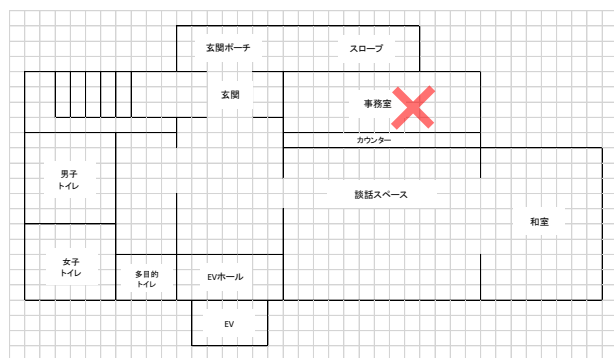 玄関ポーチ
スロープ
玄関
事務室
カウンター
男子
トイレ
談話スペース
和室
女子
トイレ
多目的
トイレ
EVホール
EV